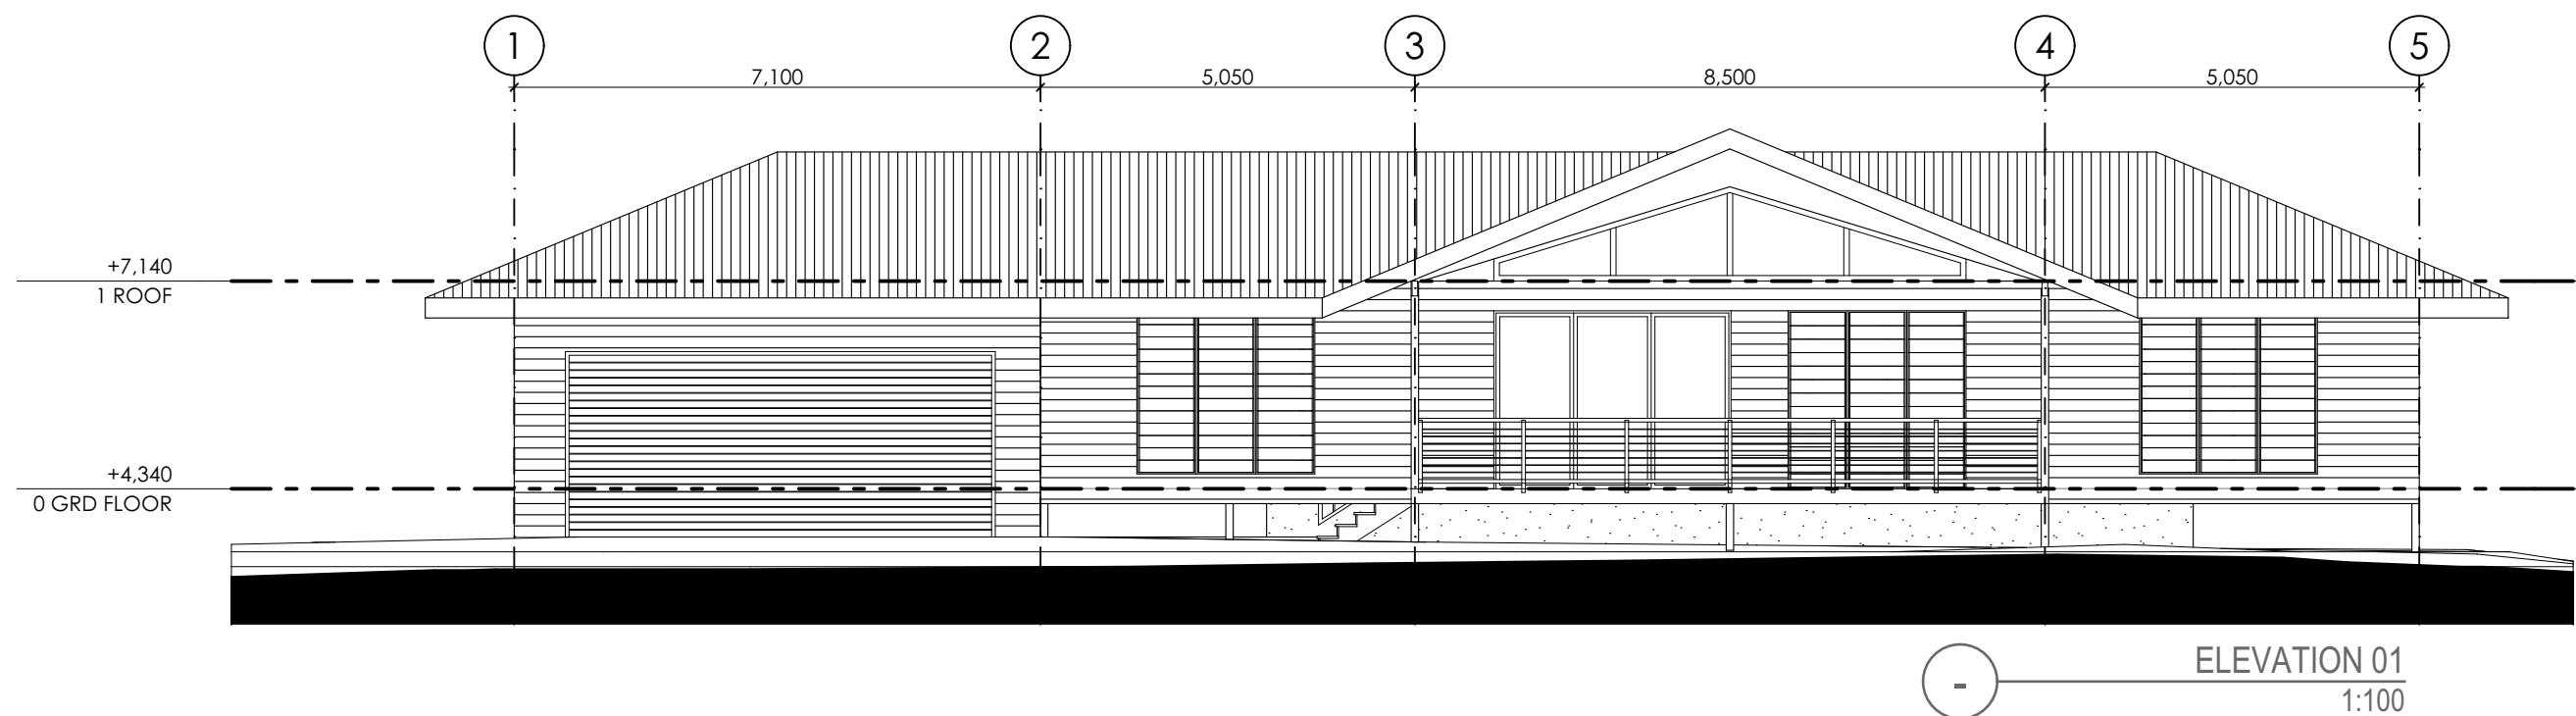 1 2 3 4 5
7,100 5,050 8,500 5,050
+7,140
1 ROOF
+4,340
0 GRD FLOOR
ELEVATION 01
-
1:100